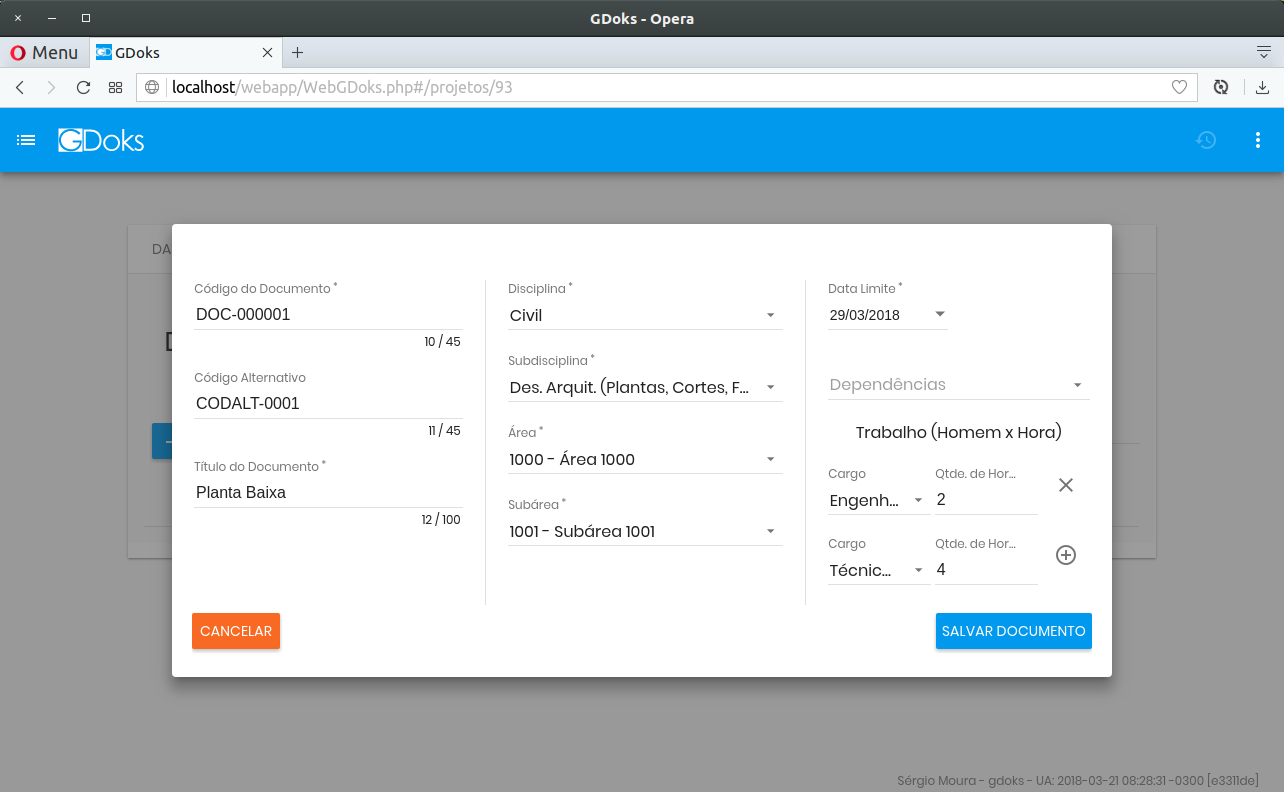 GDoks - Opera
Menu
GD GDoks
localhost/webapp/WebGDoks.php#/projetos/93
GDoks
DA
Código do Documento *
DOC-000001
10 / 45
Código Alternativo
CODALT-0001
11 / 45
Título do Documento *
Planta Baixa
12 / 100
Disciplina *
Civil
Subdisciplina *
Des. Arquit. (Plantas, Cortes, F...
Área *
1000 - Área 1000
Subárea *
1001 - Subárea 1001
Data Limite *
29/03/2018
Dependências
Trabalho (Homem x Hora)
Cargo Qtde. de Hor...
Engenh... 2
Cargo Qtde. de Hor...
Técnic... 4
CANCELAR
SALVAR DOCUMENTO
Sérgio Moura - gdoks - UA: 2018-03-21 08:28:31 -0300 [e3311de]